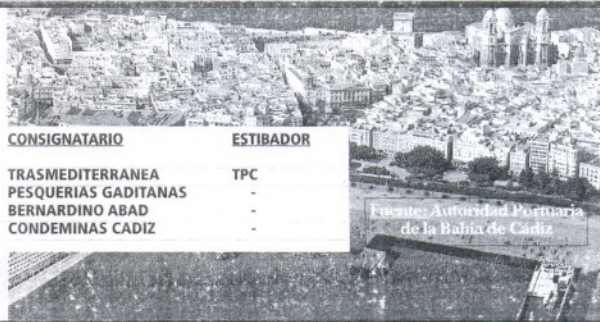 CONSIGNATARIO ESTIBADOR
TRASMEDITERRANEA TPC
PESQUERIAS GADITANAS -
BERNARDINO ABAD -
CONDEMINAS CADIZ -
Fuente: Autoridad Portuaria
de la Bahía de Cádiz